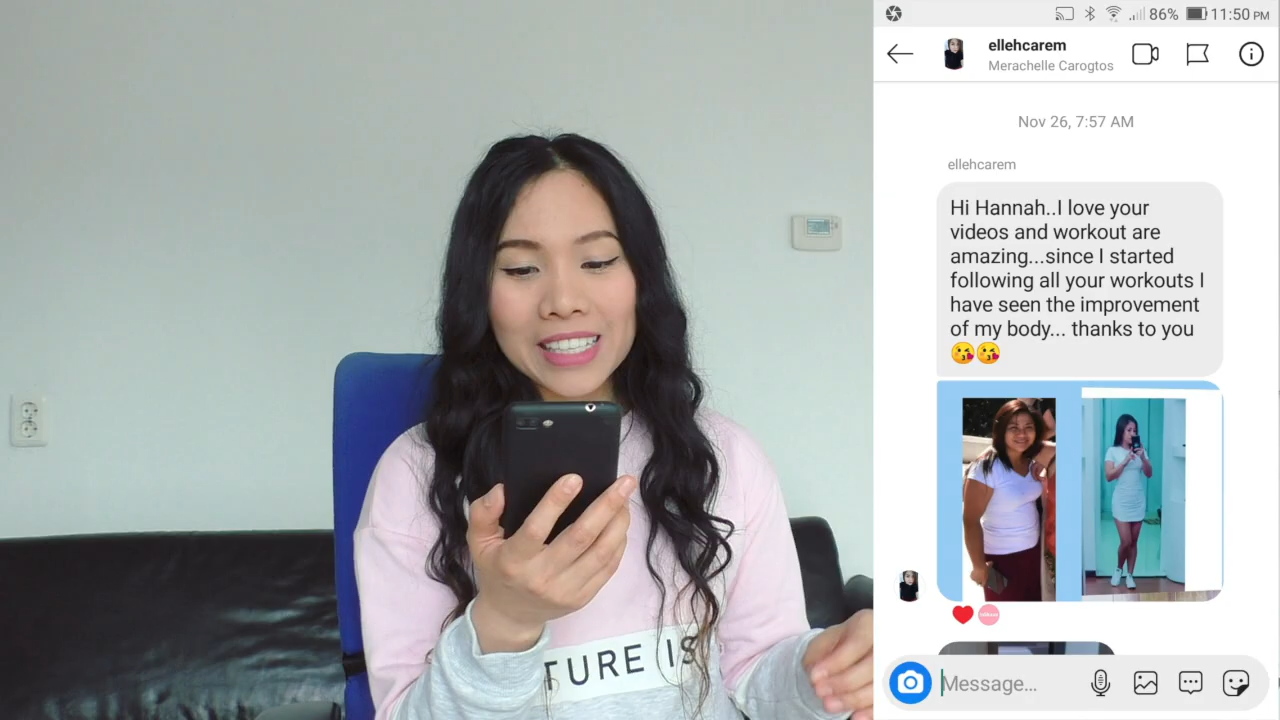 86% 11:50 PM
ellehcarem
Merachelle Carogtos
Nov 26, 7:57 AM
ellehcarem
Hi Hannah..I love your
videos and workout are
amazing...since I started
following all your workouts I
have seen the improvement
of my body... thanks to you
😘😘
Message...
TURE IS